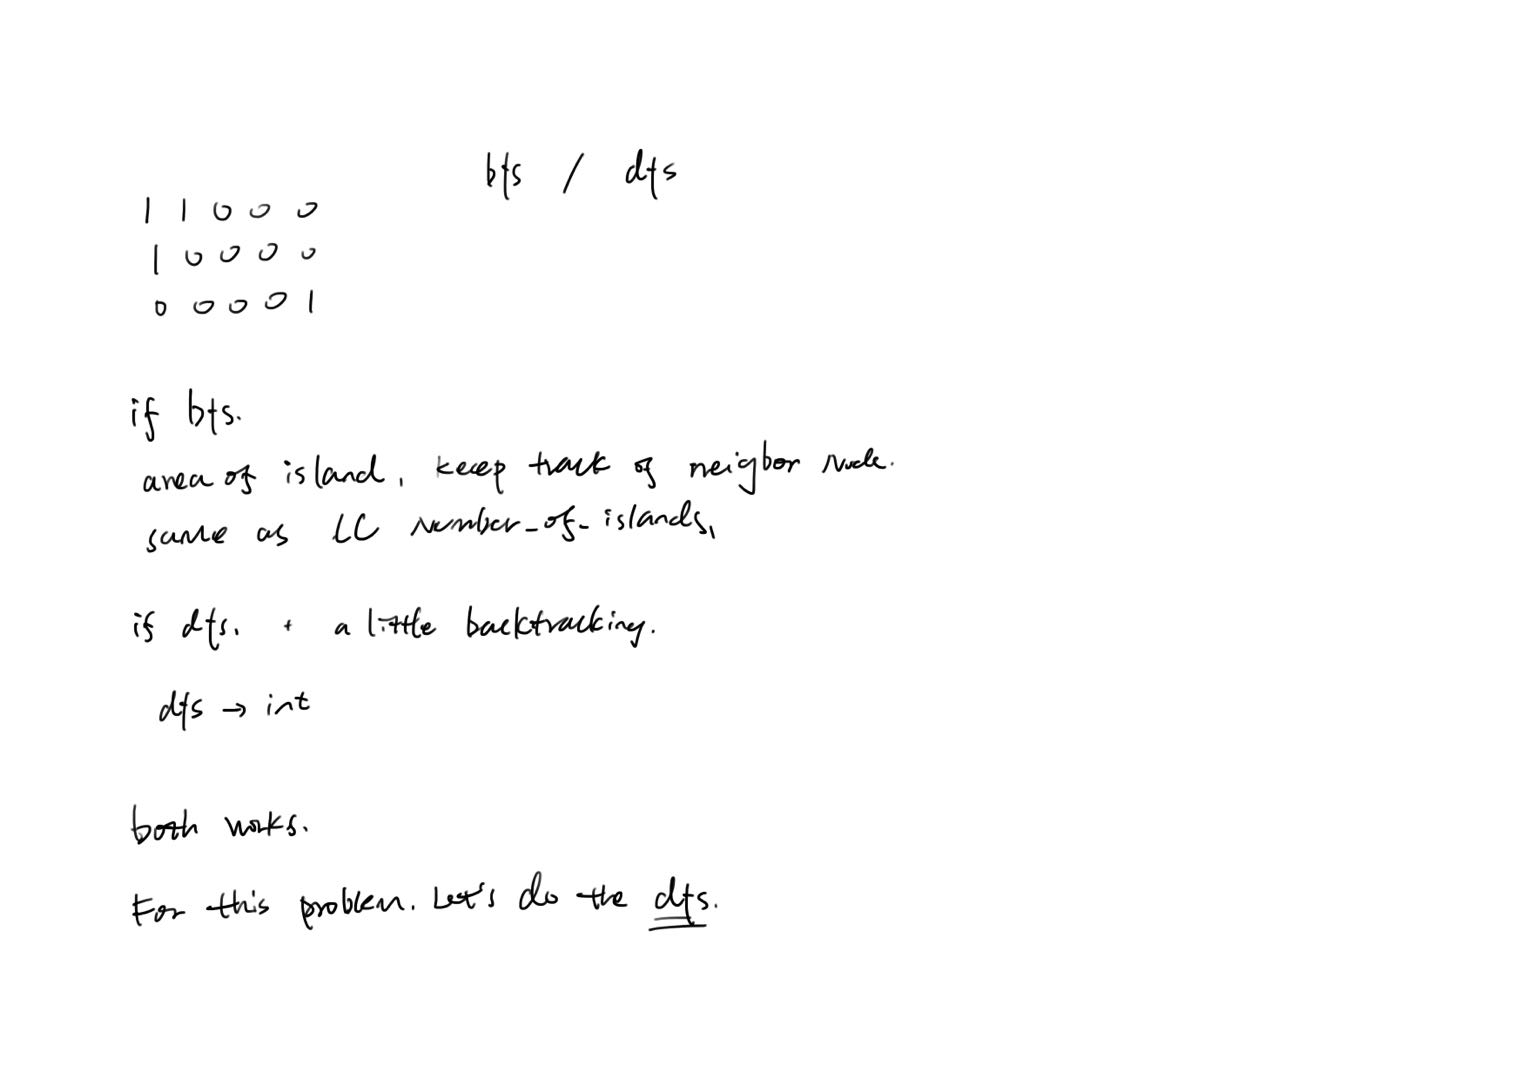 bfs / dfs
1 1 0 0 0
1 0 0 0 0
0 0 0 0 1
if bfs.
area of island, keep track of neigbor node.
same as LC number_of_islands,
if dfs. + a little backtracking.
dfs → int
both works.
For this problem. Let's do the dfs.